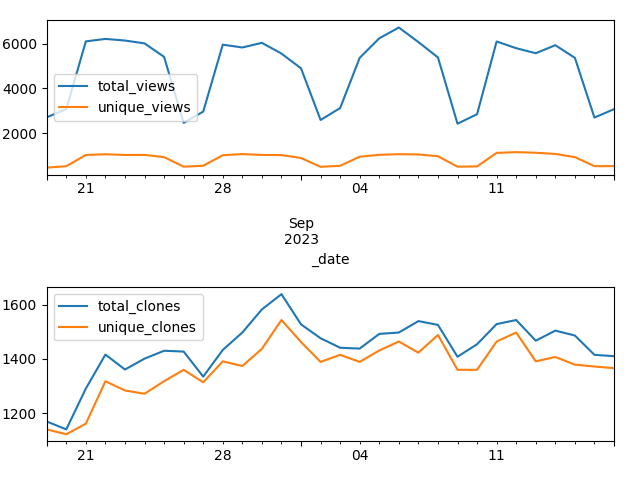 6000
4000
2000
total_views
unique_views
21
28
04
11
Sep
2023
_date
1600
1400
1200
total_clones
unique_clones
21
28
04
11